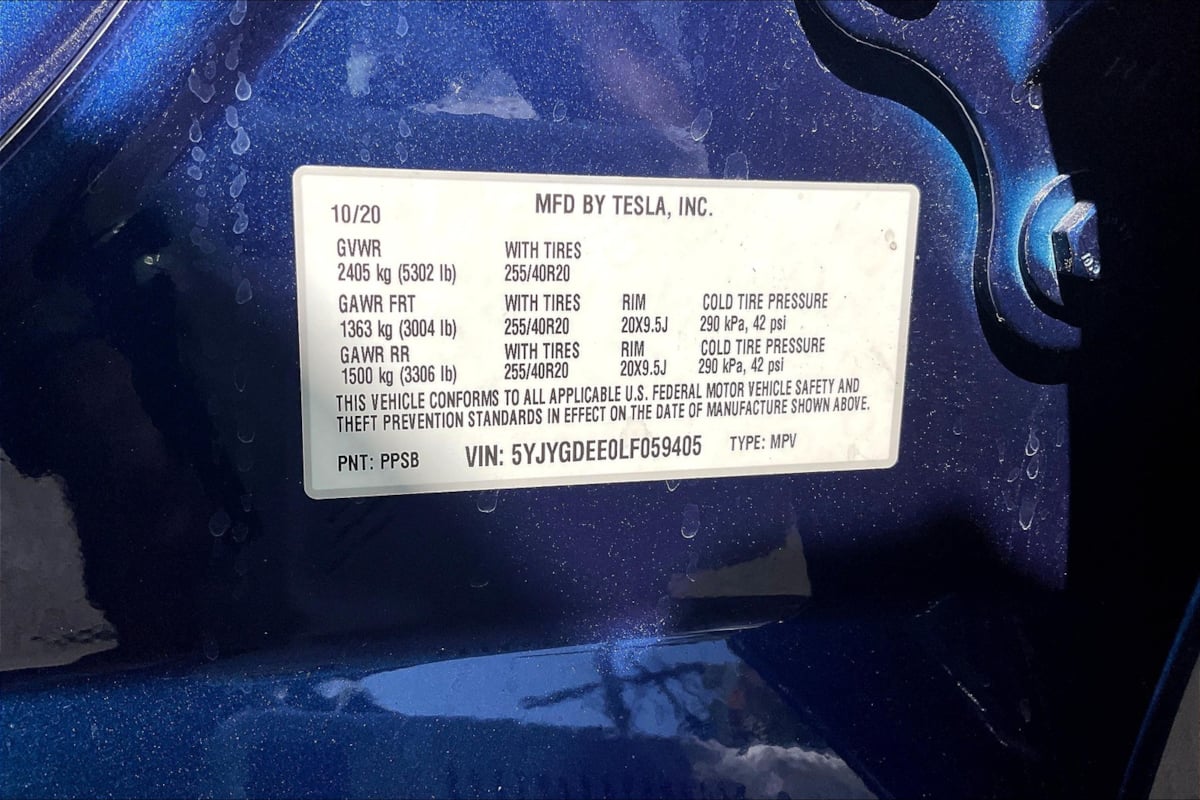 10/20 MFD BY TESLA, INC.
GVWR WITH TIRES
2405 kg (5302 lb) 255/40R20
GAWR FRT WITH TIRES RIM COLD TIRE PRESSURE
1363 kg (3004 lb) 255/40R20 20X9.5J 290 kPa, 42 psi
GAWR RR WITH TIRES RIM COLD TIRE PRESSURE
1500 kg (3306 lb) 255/40R20 20X9.5J 290 kPa, 42 psi
THIS VEHICLE CONFORMS TO ALL APPLICABLE U.S. FEDERAL MOTOR VEHICLE SAFETY AND
THEFT PREVENTION STANDARDS IN EFFECT ON THE DATE OF MANUFACTURE SHOWN ABOVE.
PNT: PPSB VIN: 5YJYGDEE0LF059405 TYPE: MPV